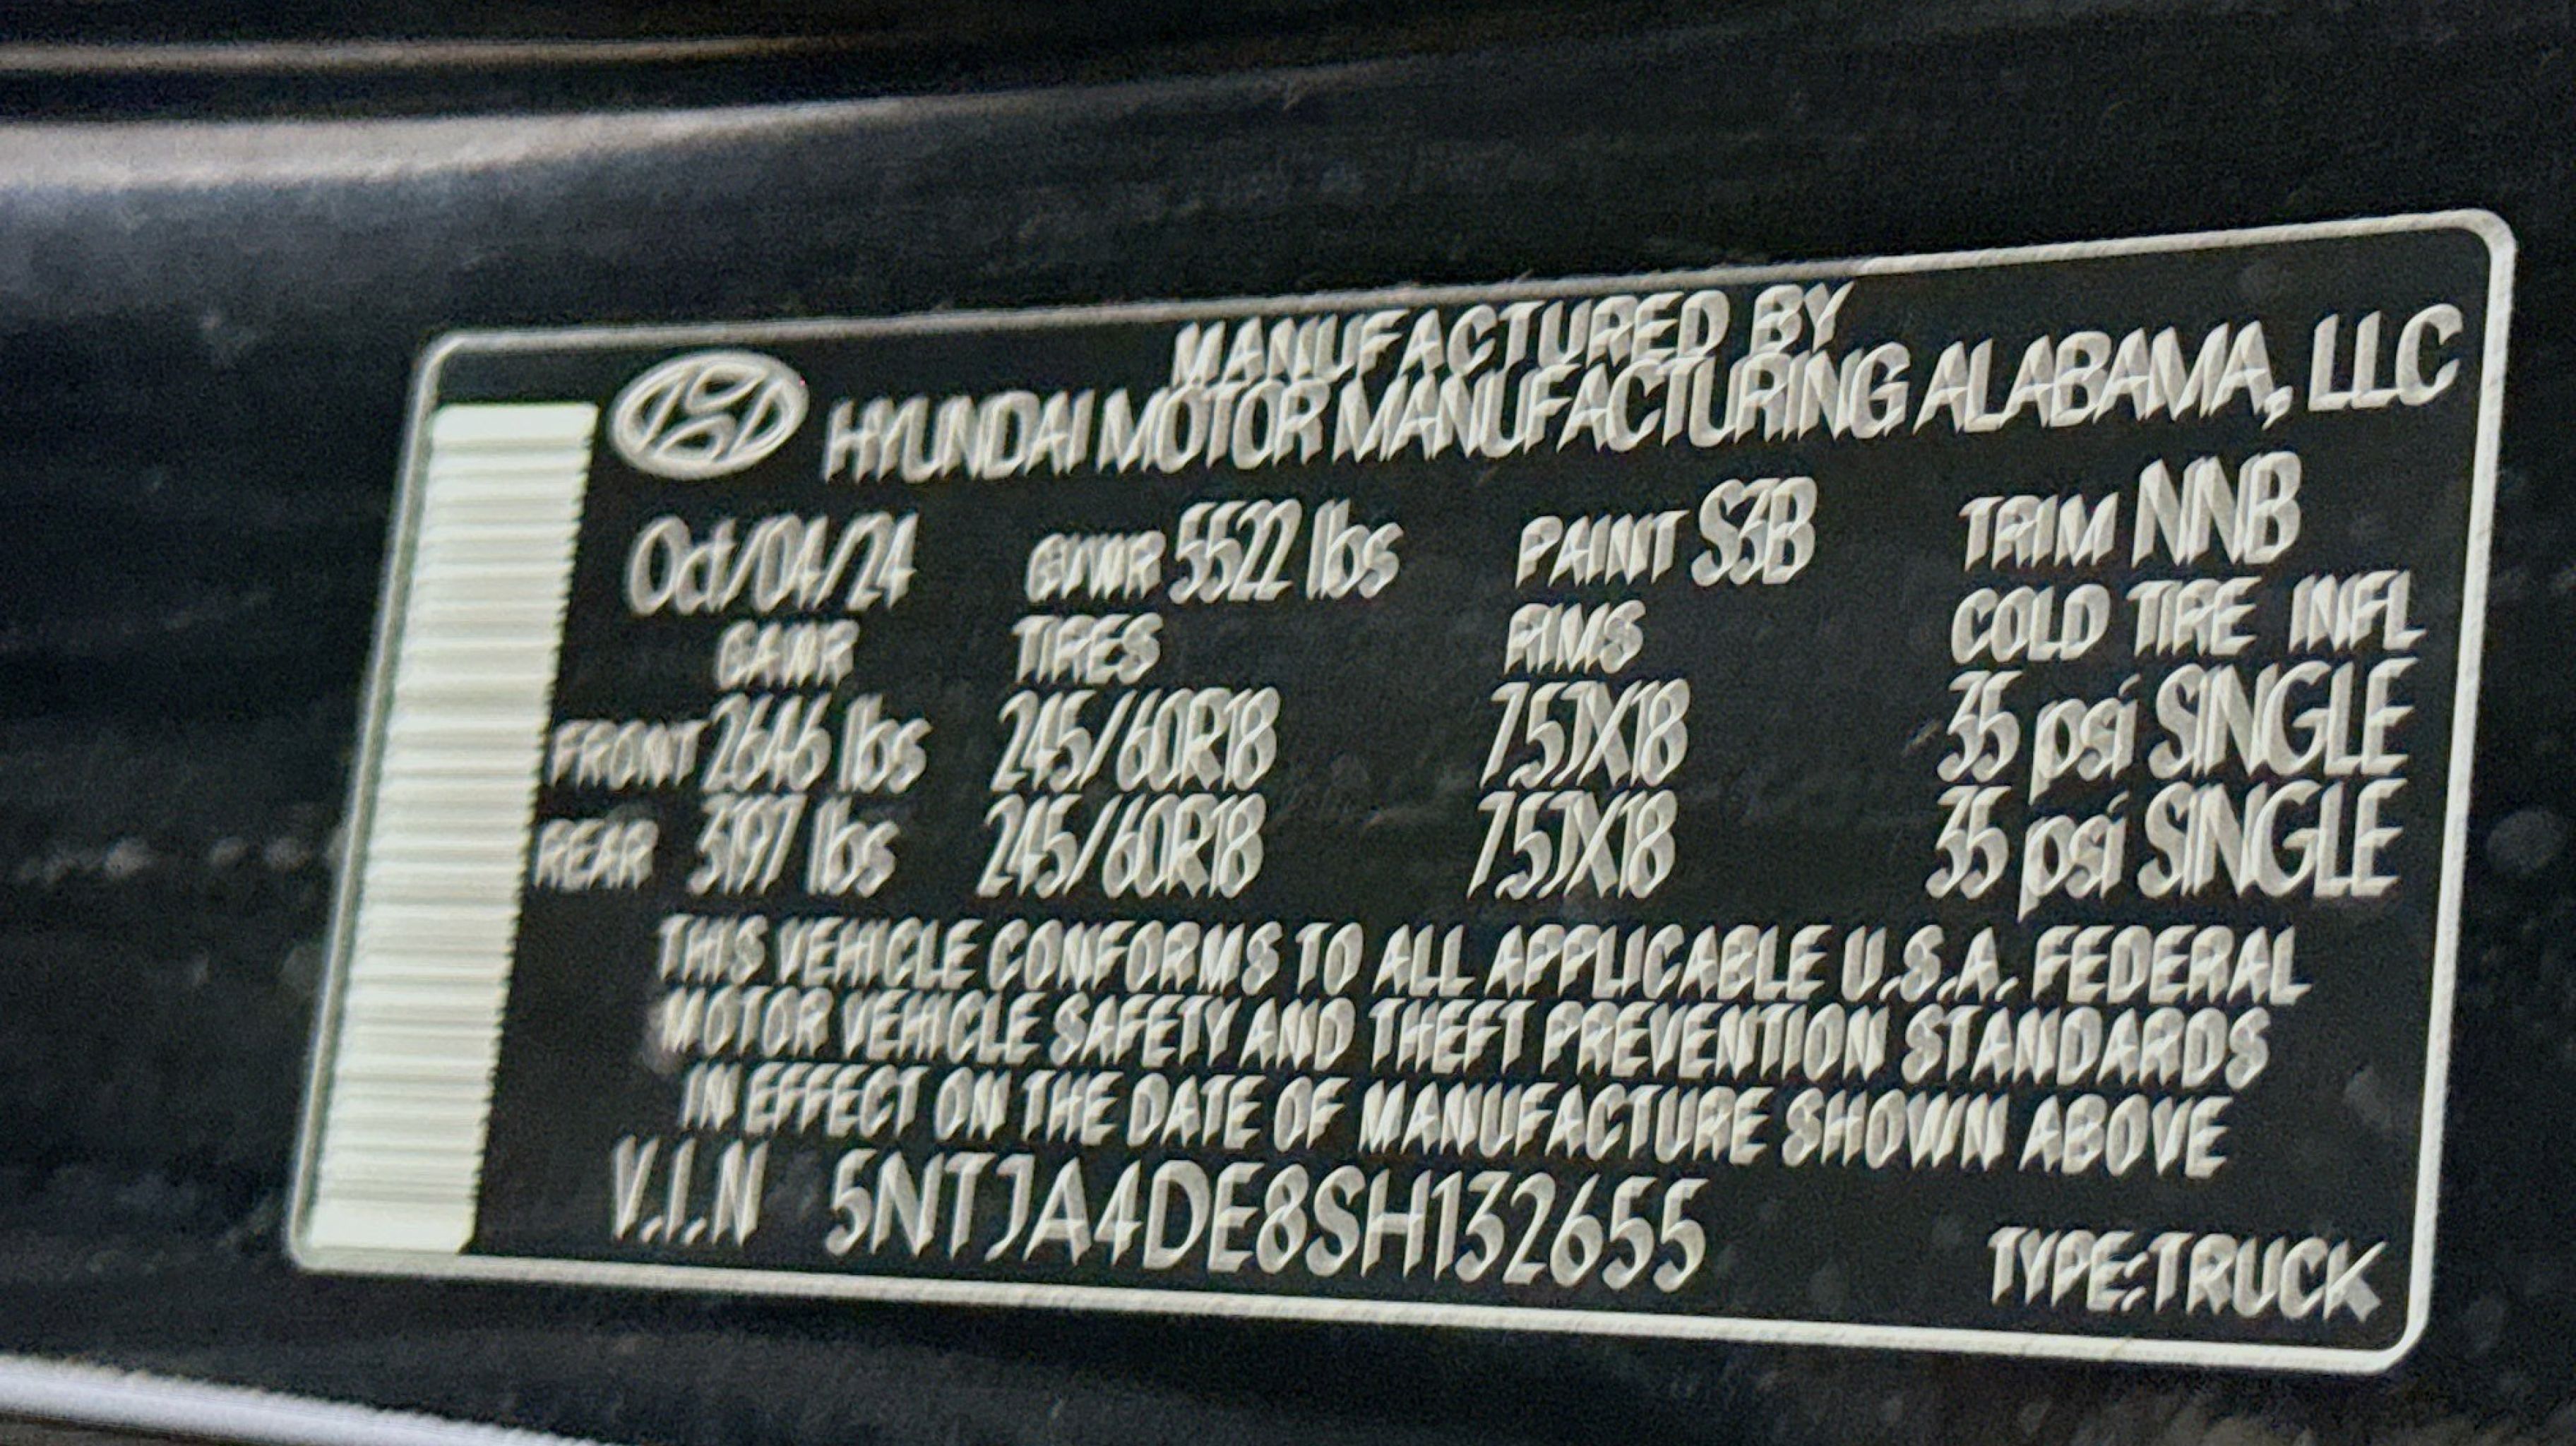 MANUFACTURED BY
HYUNDAI MOTOR MANUFACTURING ALABAMA, LLC
Oct/04/24 GVWR 5522 lbs PAINT S3B TRIM NNB
GAWR TIRES RIMS COLD TIRE INFL
FRONT 2646 lbs 245/60R18 7.5JX18 35 psi SINGLE
REAR 3197 lbs 245/60R18 7.5JX18 35 psi SINGLE
THIS VEHICLE CONFORMS TO ALL APPLICABLE U.S.A. FEDERAL
MOTOR VEHICLE SAFETY AND THEFT PREVENTION STANDARDS
IN EFFECT ON THE DATE OF MANUFACTURE SHOWN ABOVE
V.I.N 5NTJA4DE8SH132655
TYPE:TRUCK